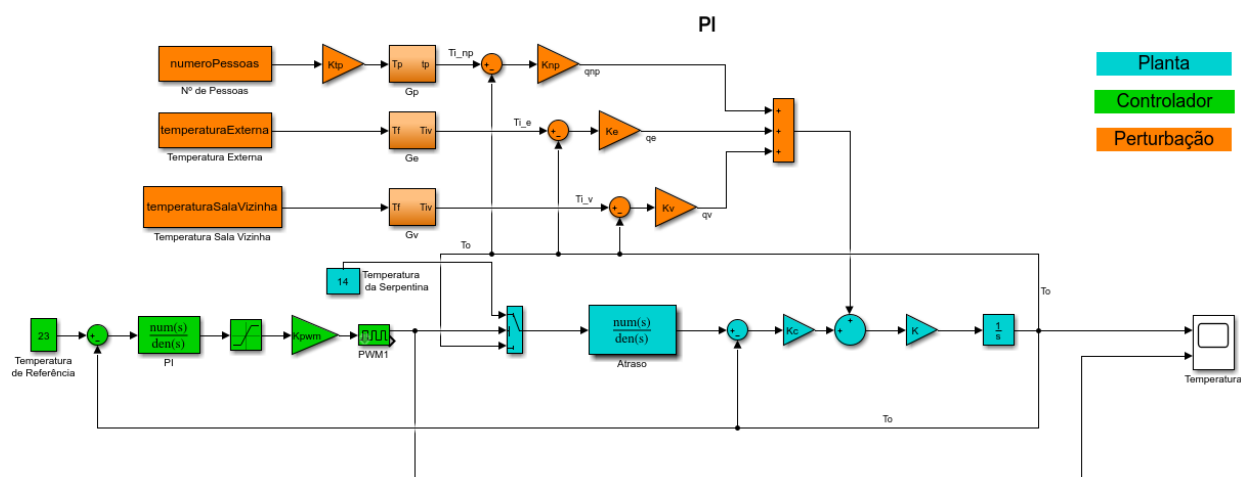 PI
numeroPessoas
Nº de Pessoas
Ktp
Tp tp
Gp
Ti_np
+
-
Knp
qnp
Planta
Controlador
Perturbação
temperaturaExterna
Temperatura Externa
Tf Tiv
Ge
Ti_e
+
-
Ke
qe
+
+
+
temperaturaSalaVizinha
Temperatura Sala Vizinha
Tf Tiv
Gv
Ti_v
+
-
Kv
qv
To
14
Temperatura
da Serpentina
To
23
Temperatura
de Referência
+
-
num(s)
den(s)
PI
Kpwm
PWM1
num(s)
den(s)
Atraso
+
-
Kc
+
+
K
1
s
Temperatura
To